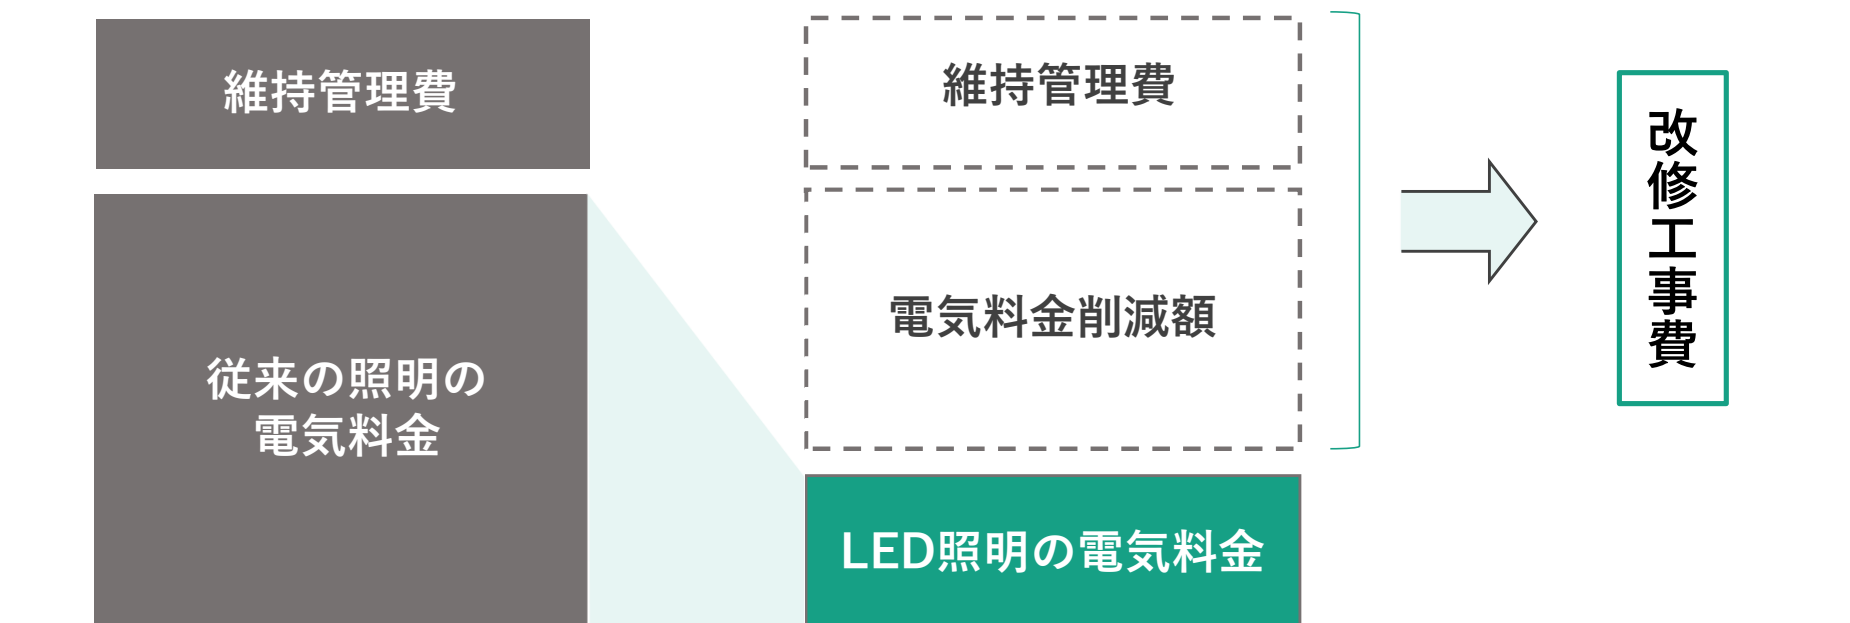 維持管理費
従来の照明の
電気料金
維持管理費
電気料金削減額
LED照明の電気料金
改修工事費